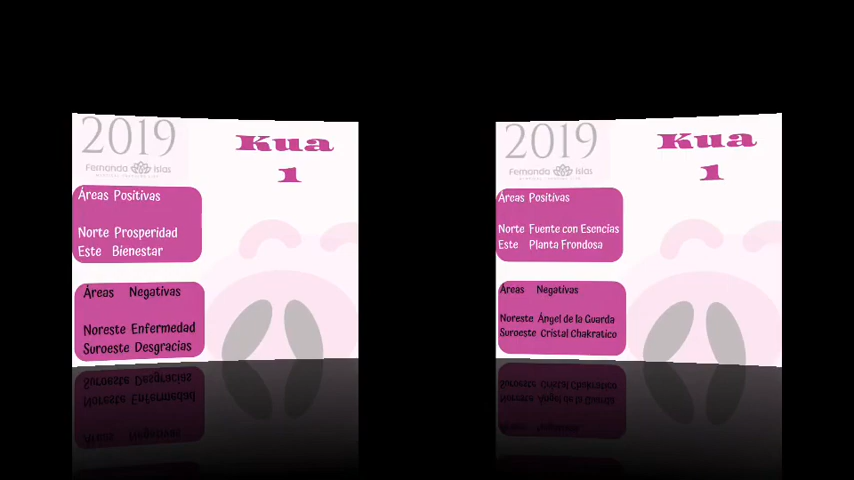 2019
Fernanda Islas
Kua
1
Áreas Positivas
Norte Prosperidad
Este Bienestar
Áreas Negativas
Noreste Enfermedad
Suroeste Desgracias
2019
Fernanda Islas
Kua
1
Áreas Positivas
Norte Fuente con Esencias
Este Planta Frondosa
Áreas Negativas
Noreste Ángel de la Guarda
Suroeste Cristal Chakratico